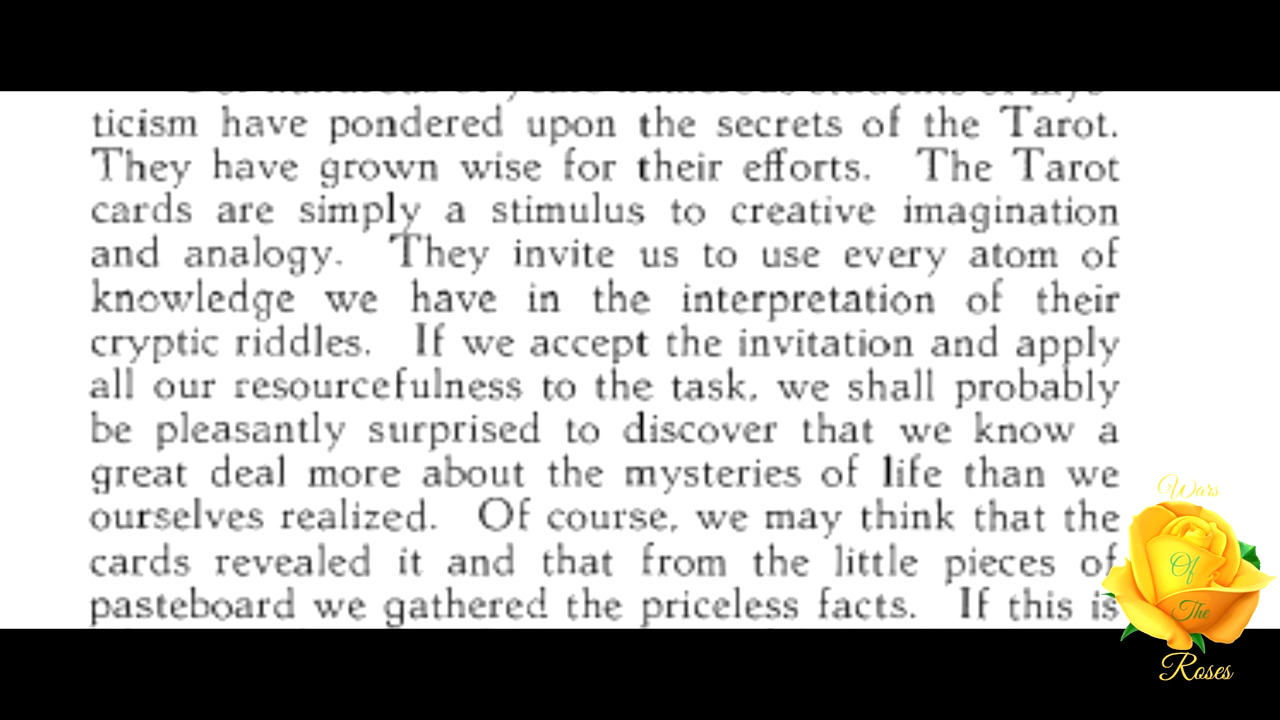 ticism have pondered upon the secrets of the Tarot.
They have grown wise for their efforts. The Tarot
cards are simply a stimulus to creative imagination
and analogy. They invite us to use every atom of
knowledge we have in the interpretation of their
cryptic riddles. If we accept the invitation and apply
all our resourcefulness to the task, we shall probably
be pleasantly surprised to discover that we know a
great deal more about the mysteries of life than we
ourselves realized. Of course, we may think that the
cards revealed it and that from the little pieces of
pasteboard we gathered the priceless facts. If this is
Wars
Of
The
Roses